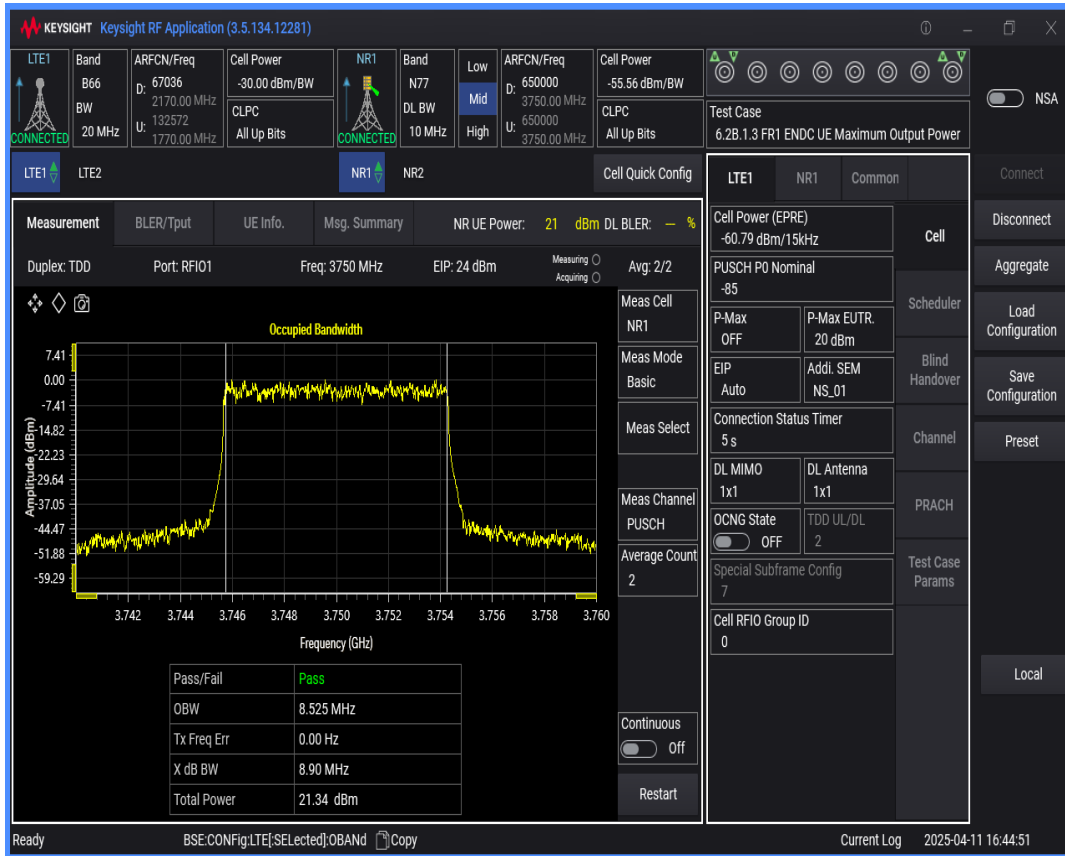 KEYSIGHT Keysight RF Application (3.5.134.12281)
LTE1
CONNECTED
Band
B66
BW
20 MHz
ARFCN/Freq
D: 67036
2170.00 MHz
U: 132572
1770.00 MHz
Cell Power
-30.00 dBm/BW
CLPC
All Up Bits
NR1
CONNECTED
Band
N77
DL BW
10 MHz
Low
Mid
High
ARFCN/Freq
D: 650000
3750.00 MHz
U: 650000
3750.00 MHz
Cell Power
-55.56 dBm/BW
CLPC
All Up Bits
Test Case
6.2B.1.3 FR1 ENDC UE Maximum Output Power
NSA
LTE1 LTE2 NR1 NR2 Cell Quick Config
Measurement BLER/Tput UE Info. Msg. Summary NR UE Power: 21 dBm DL BLER: — %
Duplex: TDD Port: RFIO1 Freq: 3750 MHz EIP: 24 dBm Measuring Acquiring Avg: 2/2
Occupied Bandwidth
Amplitude (dBm)
7.41
0.00
-7.41
-14.82
-22.23
-29.64
-37.05
-44.47
-51.88
-59.29
3.742 3.744 3.746 3.748 3.750 3.752 3.754 3.756 3.758 3.760
Frequency (GHz)
Pass/Fail Pass
OBW 8.525 MHz
Tx Freq Err 0.00 Hz
X dB BW 8.90 MHz
Total Power 21.34 dBm
Meas Cell
NR1
Meas Mode
Basic
Meas Select
Meas Channel
PUSCH
Average Count
2
Continuous
Off
Restart
LTE1 NR1 Common
Cell Power (EPRE)
-60.79 dBm/15kHz
PUSCH P0 Nominal
-85
P-Max
OFF
P-Max EUTR.
20 dBm
EIP
Auto
Addi. SEM
NS_01
Connection Status Timer
5 s
DL MIMO
1x1
DL Antenna
1x1
OCNG State
OFF
TDD UL/DL
2
Special Subframe Config
7
Cell RFIO Group ID
0
Cell
Scheduler
Blind
Handover
Channel
PRACH
Test Case
Params
Connect
Disconnect
Aggregate
Load
Configuration
Save
Configuration
Preset
Local
Ready BSE:CONFig:LTE[:SELected]:OBANd Copy Current Log 2025-04-11 16:44:51